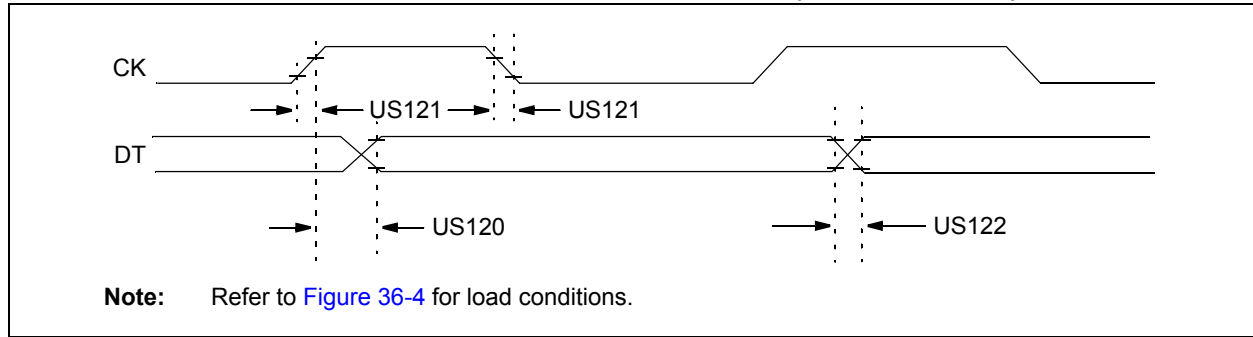 CK
US121 US121
DT
US120 US122
Note: Refer to Figure 36-4 for load conditions.